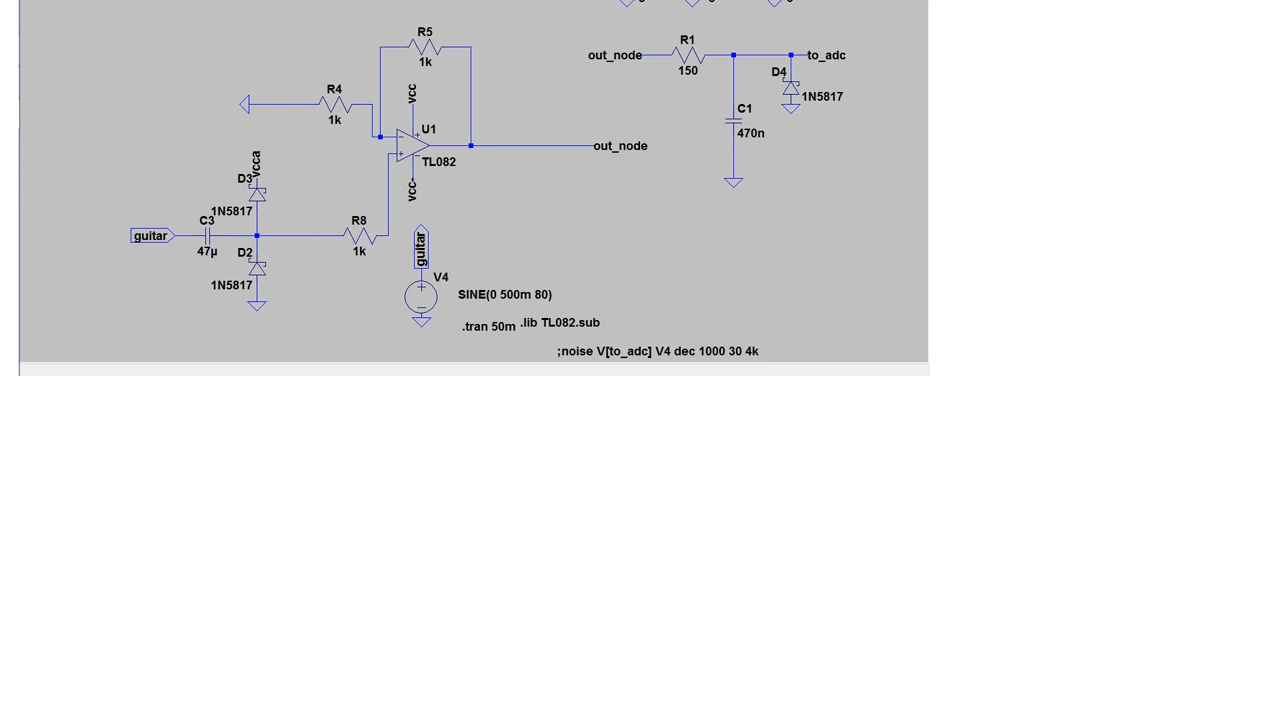 R5
1k
out_node
R1
150
to_adc
D4
1N5817
C1
470n
R4
1k
vcc
U1
TL082
vcc-
out_node
vcca
D3
1N5817
C3
guitar
47µ
D2
1N5817
R8
1k
guitar
V4
SINE(0 500m 80)
.tran 50m
.lib TL082.sub
;noise V[to_adc] V4 dec 1000 30 4k